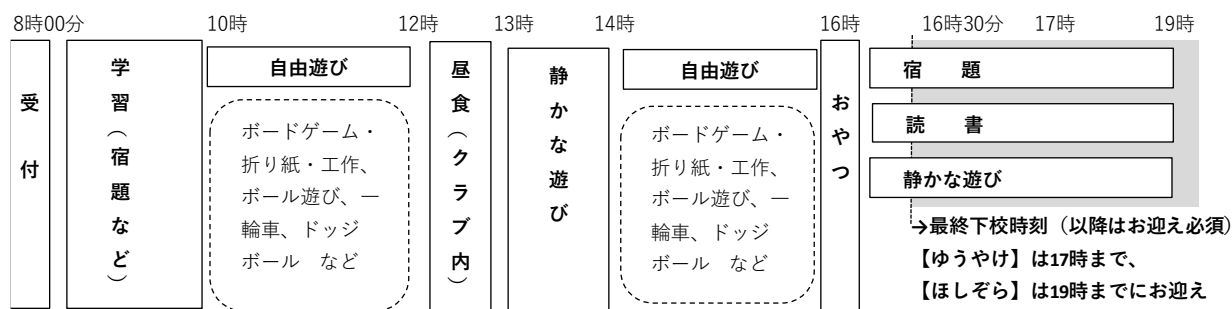 8時00分 10時 12時 13時 14時 16時 16時30分 17時 19時
受付
学習（宿題など）
自由遊び
ボードゲーム・
折り紙・工作、
ボール遊び、一
輪車、ドッジ
ボール　など
昼食（クラブ内）
静かな遊び
自由遊び
ボードゲーム・
折り紙・工作、
ボール遊び、一
輪車、ドッジ
ボール　など
おやつ
宿　題
読　書
静かな遊び
→最終下校時刻（以降はお迎え必須）
【ゆうやけ】は17時まで、
【ほしぞら】は19時までにお迎え